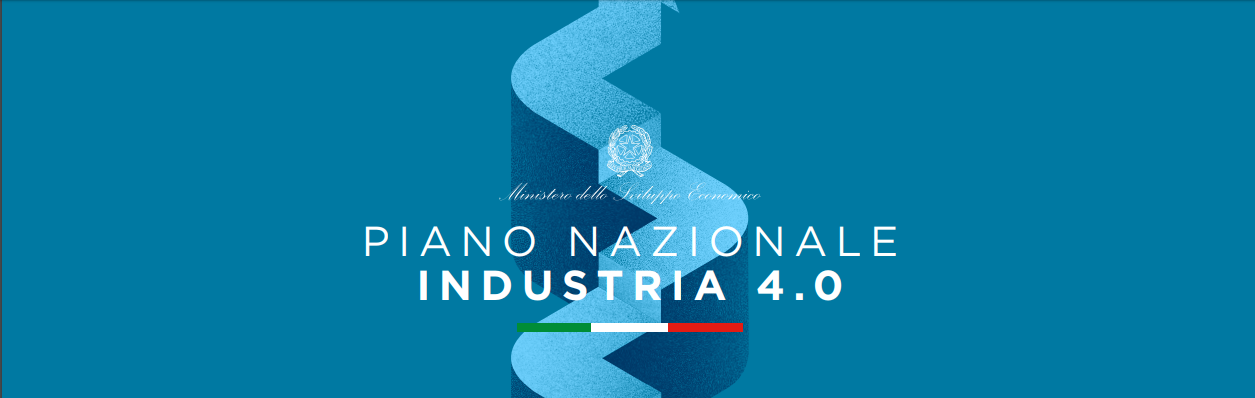 Ministero dello Sviluppo Economico
PIANO NAZIONALE
INDUSTRIA 4.0